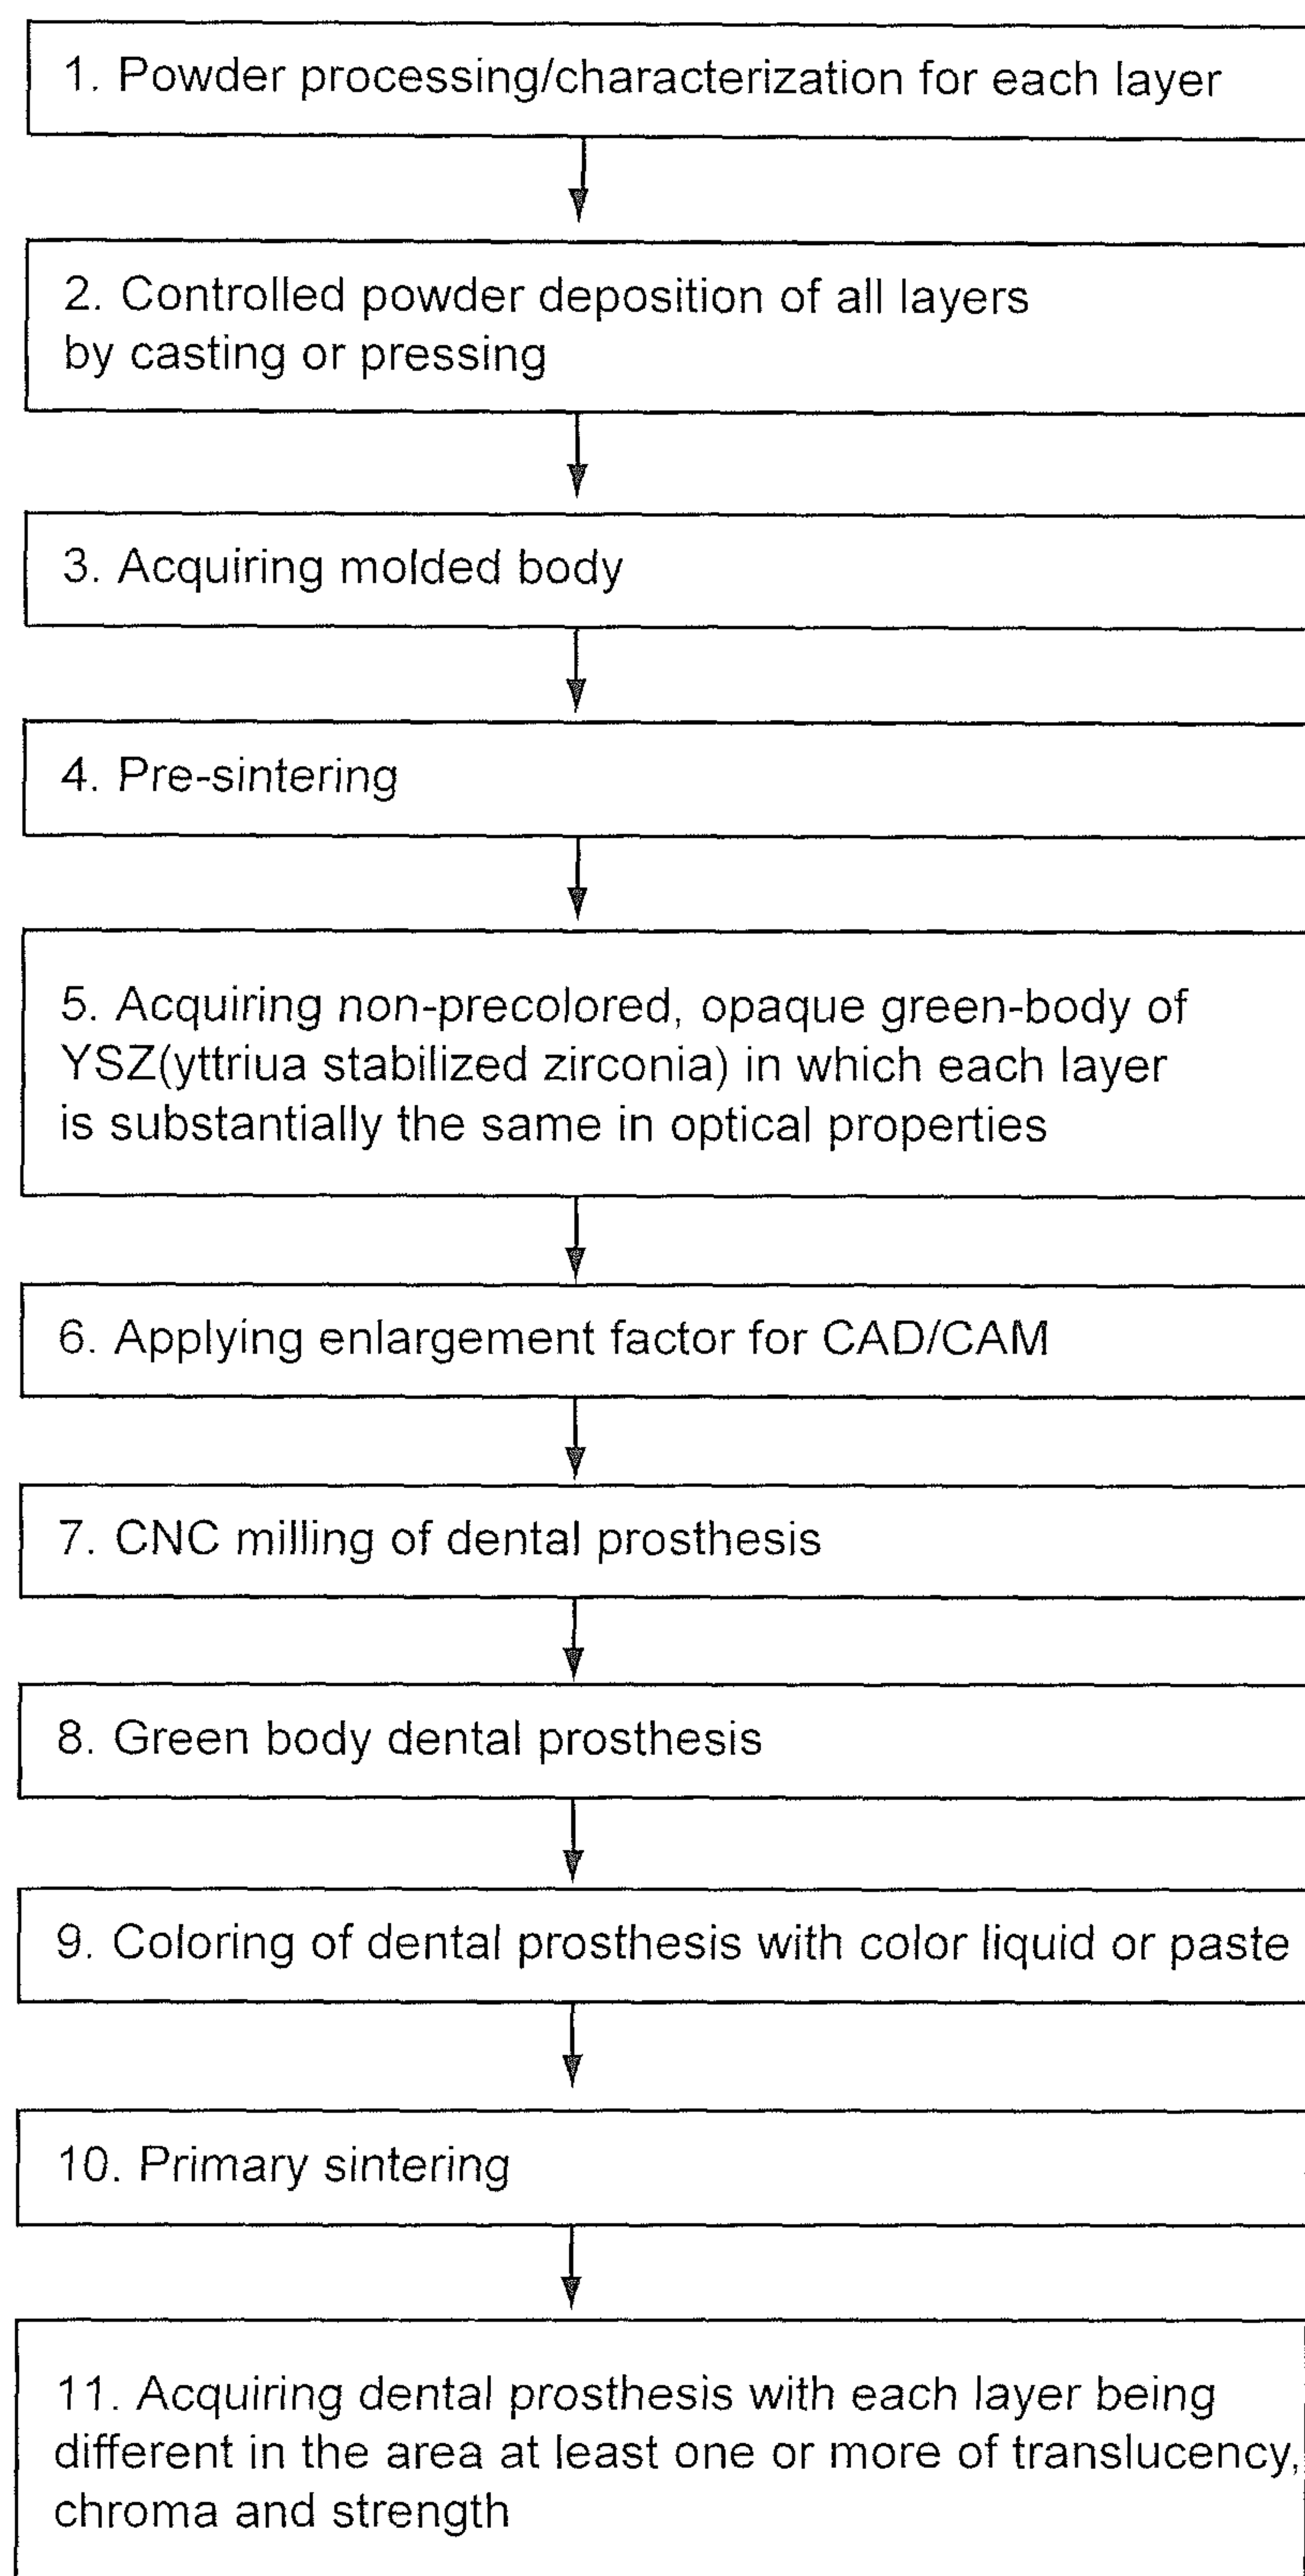 1. Powder processing/characterization for each layer
2. Controlled powder deposition of all layers
by casting or pressing
3. Acquiring molded body
4. Pre-sintering
5. Acquiring non-precolored, opaque green-body of
YSZ(yttriua stabilized zirconia) in which each layer
is substantially the same in optical properties
6. Applying enlargement factor for CAD/CAM
7. CNC milling of dental prosthesis
8. Green body dental prosthesis
9. Coloring of dental prosthesis with color liquid or paste
10. Primary sintering
11. Acquiring dental prosthesis with each layer being
different in the area at least one or more of translucency,
chroma and strength